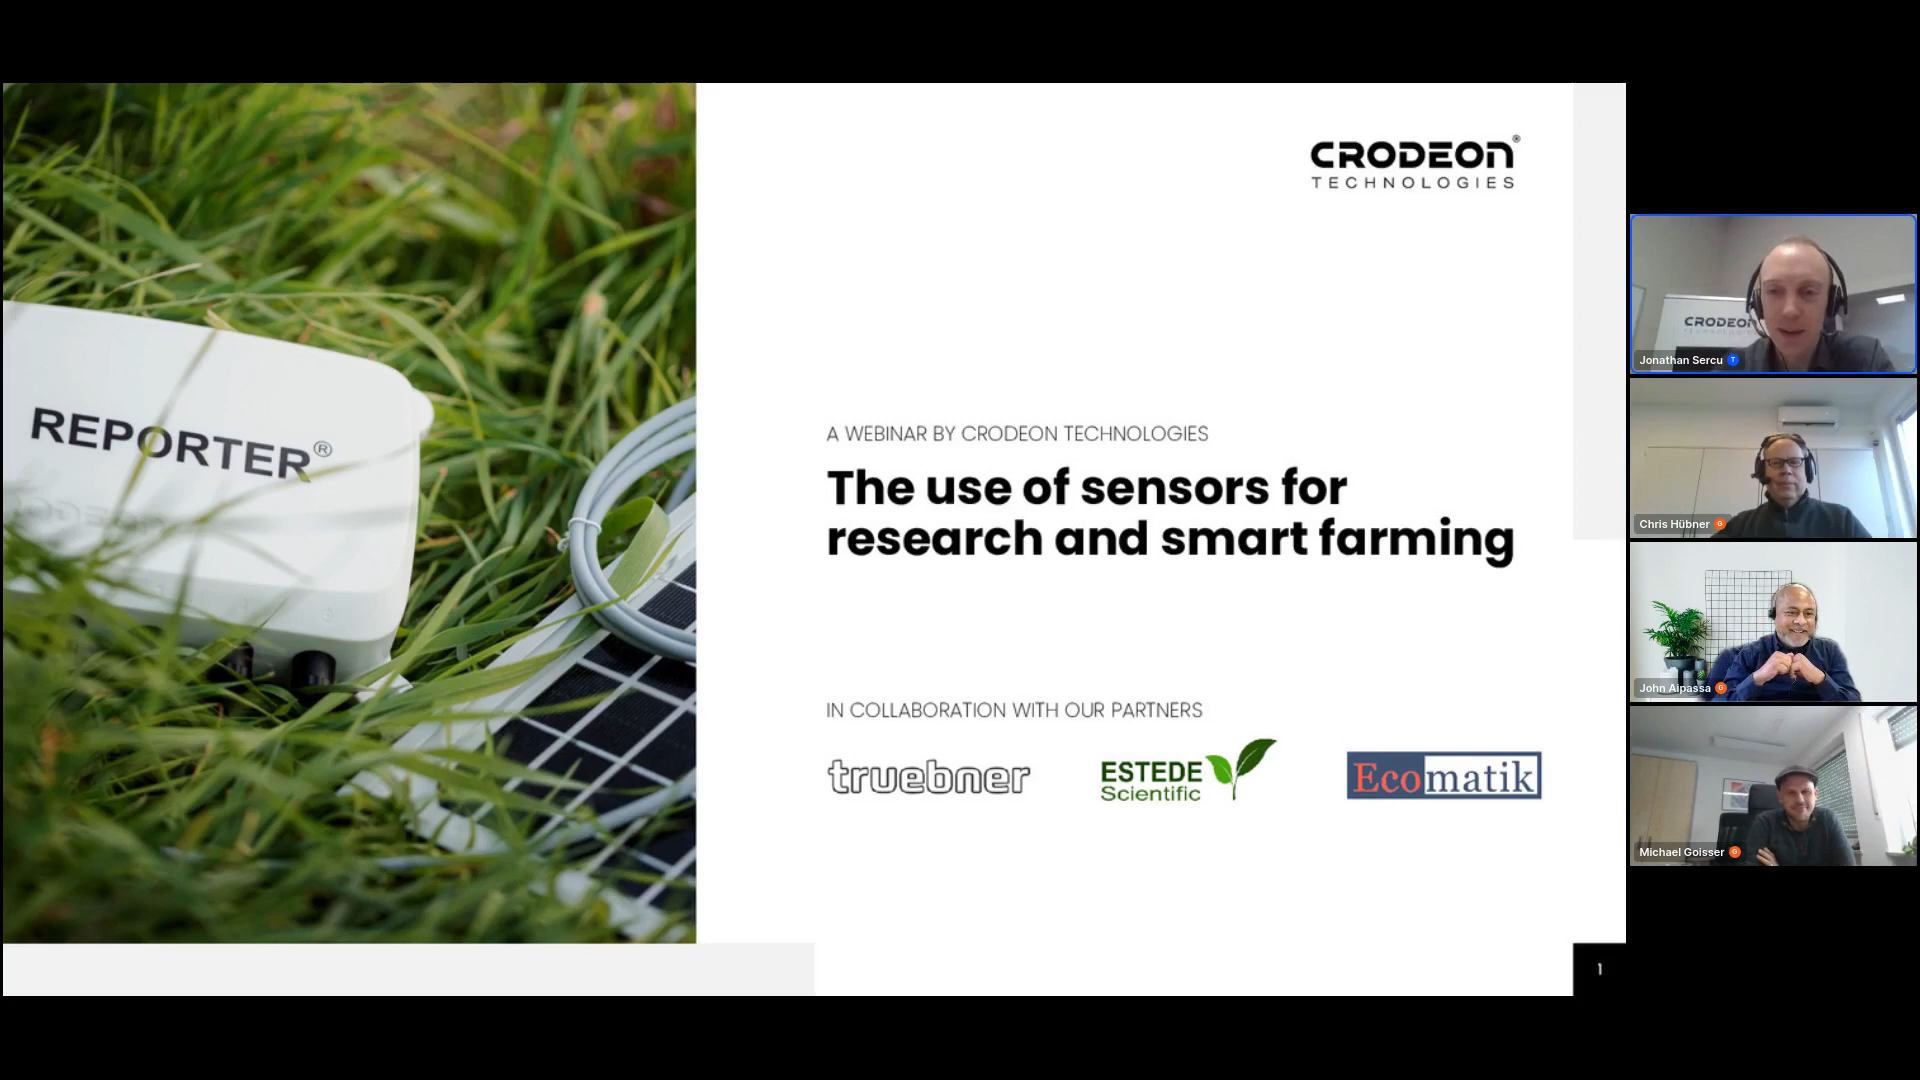 REPORTER®
CRODEON®
TECHNOLOGIES
A WEBINAR BY CRODEON TECHNOLOGIES
The use of sensors for
research and smart farming
IN COLLABORATION WITH OUR PARTNERS
truebner
ESTEDE
Scientific
Ecomatik
1
CRODEON
Jonathan Sercu T
Chris Hübner G
John Aipassa G
Michael Goisser G